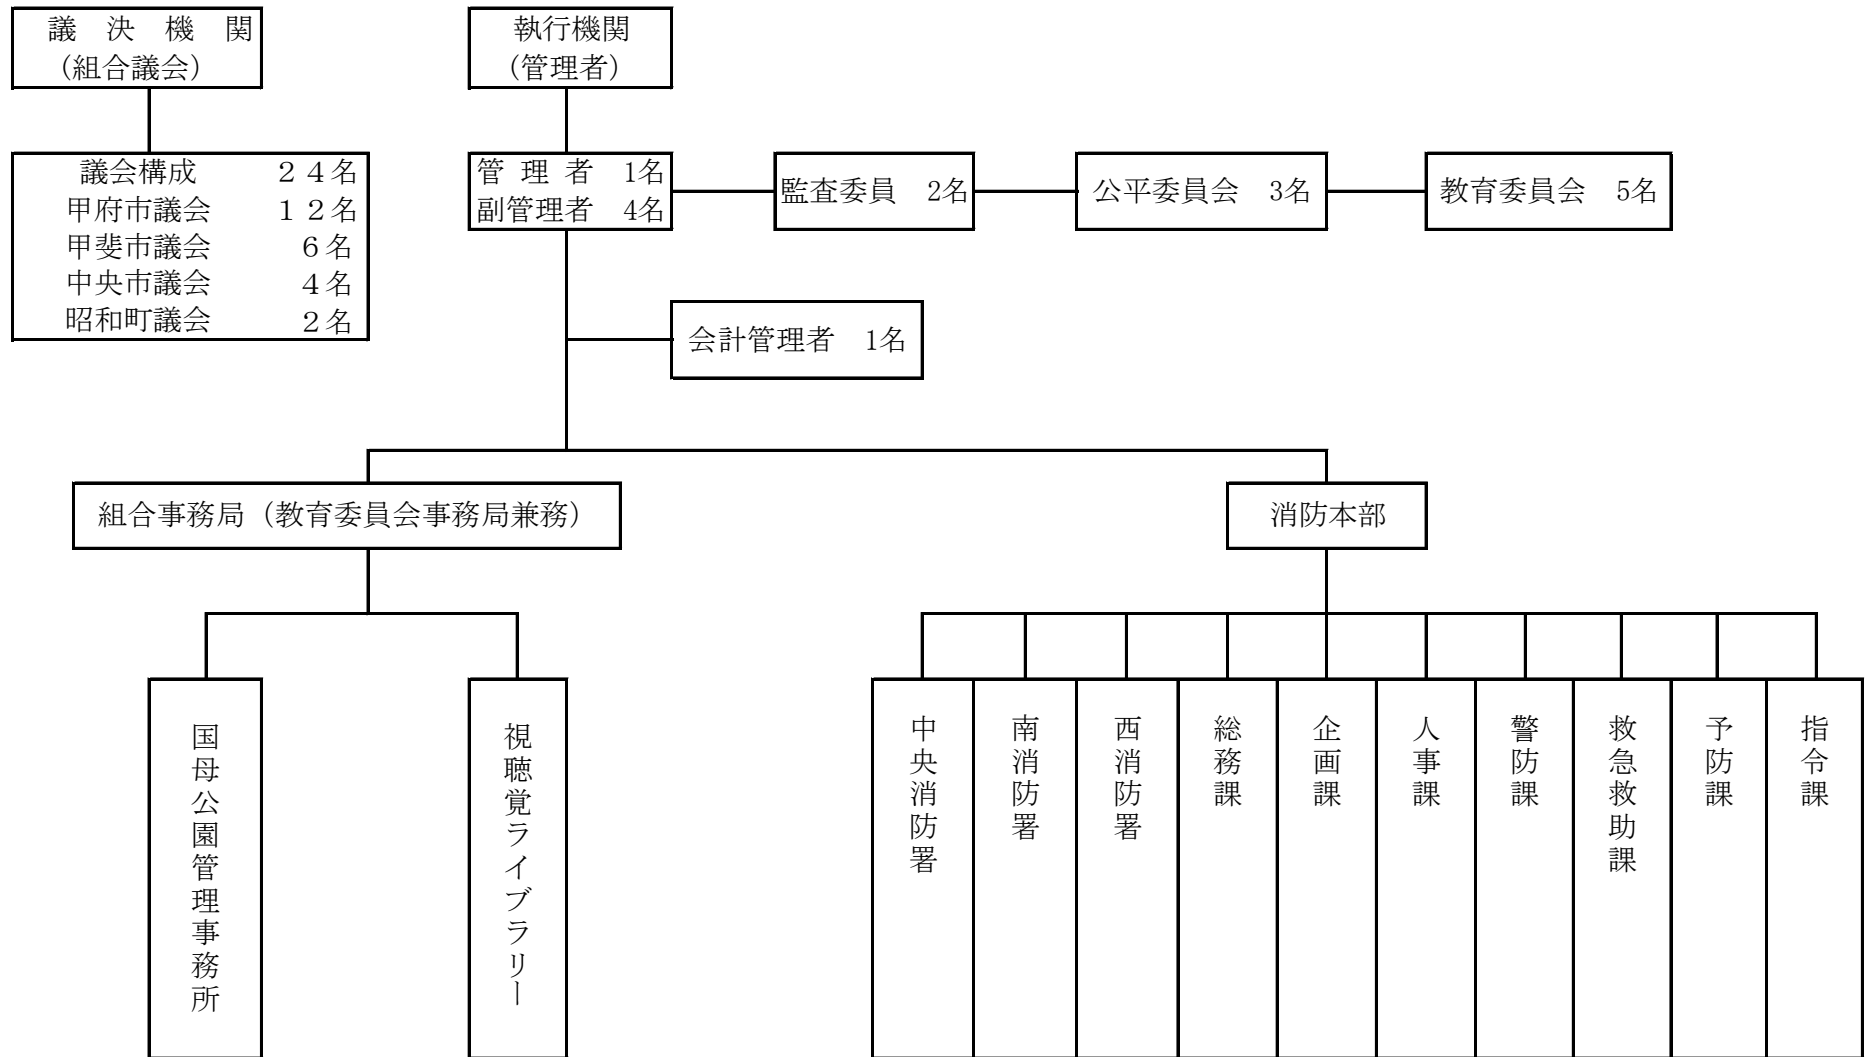 議 決 機 関
（組合議会）
執行機関
（管理者）
議会構成 ２４名
甲府市議会 １２名
甲斐市議会 ６名
中央市議会 ４名
昭和町議会 ２名
管 理 者 1名
副管理者 4名
監査委員 2名
公平委員会 3名
教育委員会 5名
会計管理者 1名
組合事務局（教育委員会事務局兼務）
消防本部
国母公園管理事務所
視聴覚ライブラリー
中央消防署
南消防署
西消防署
総務課
企画課
人事課
警防課
救急救助課
予防課
指令課